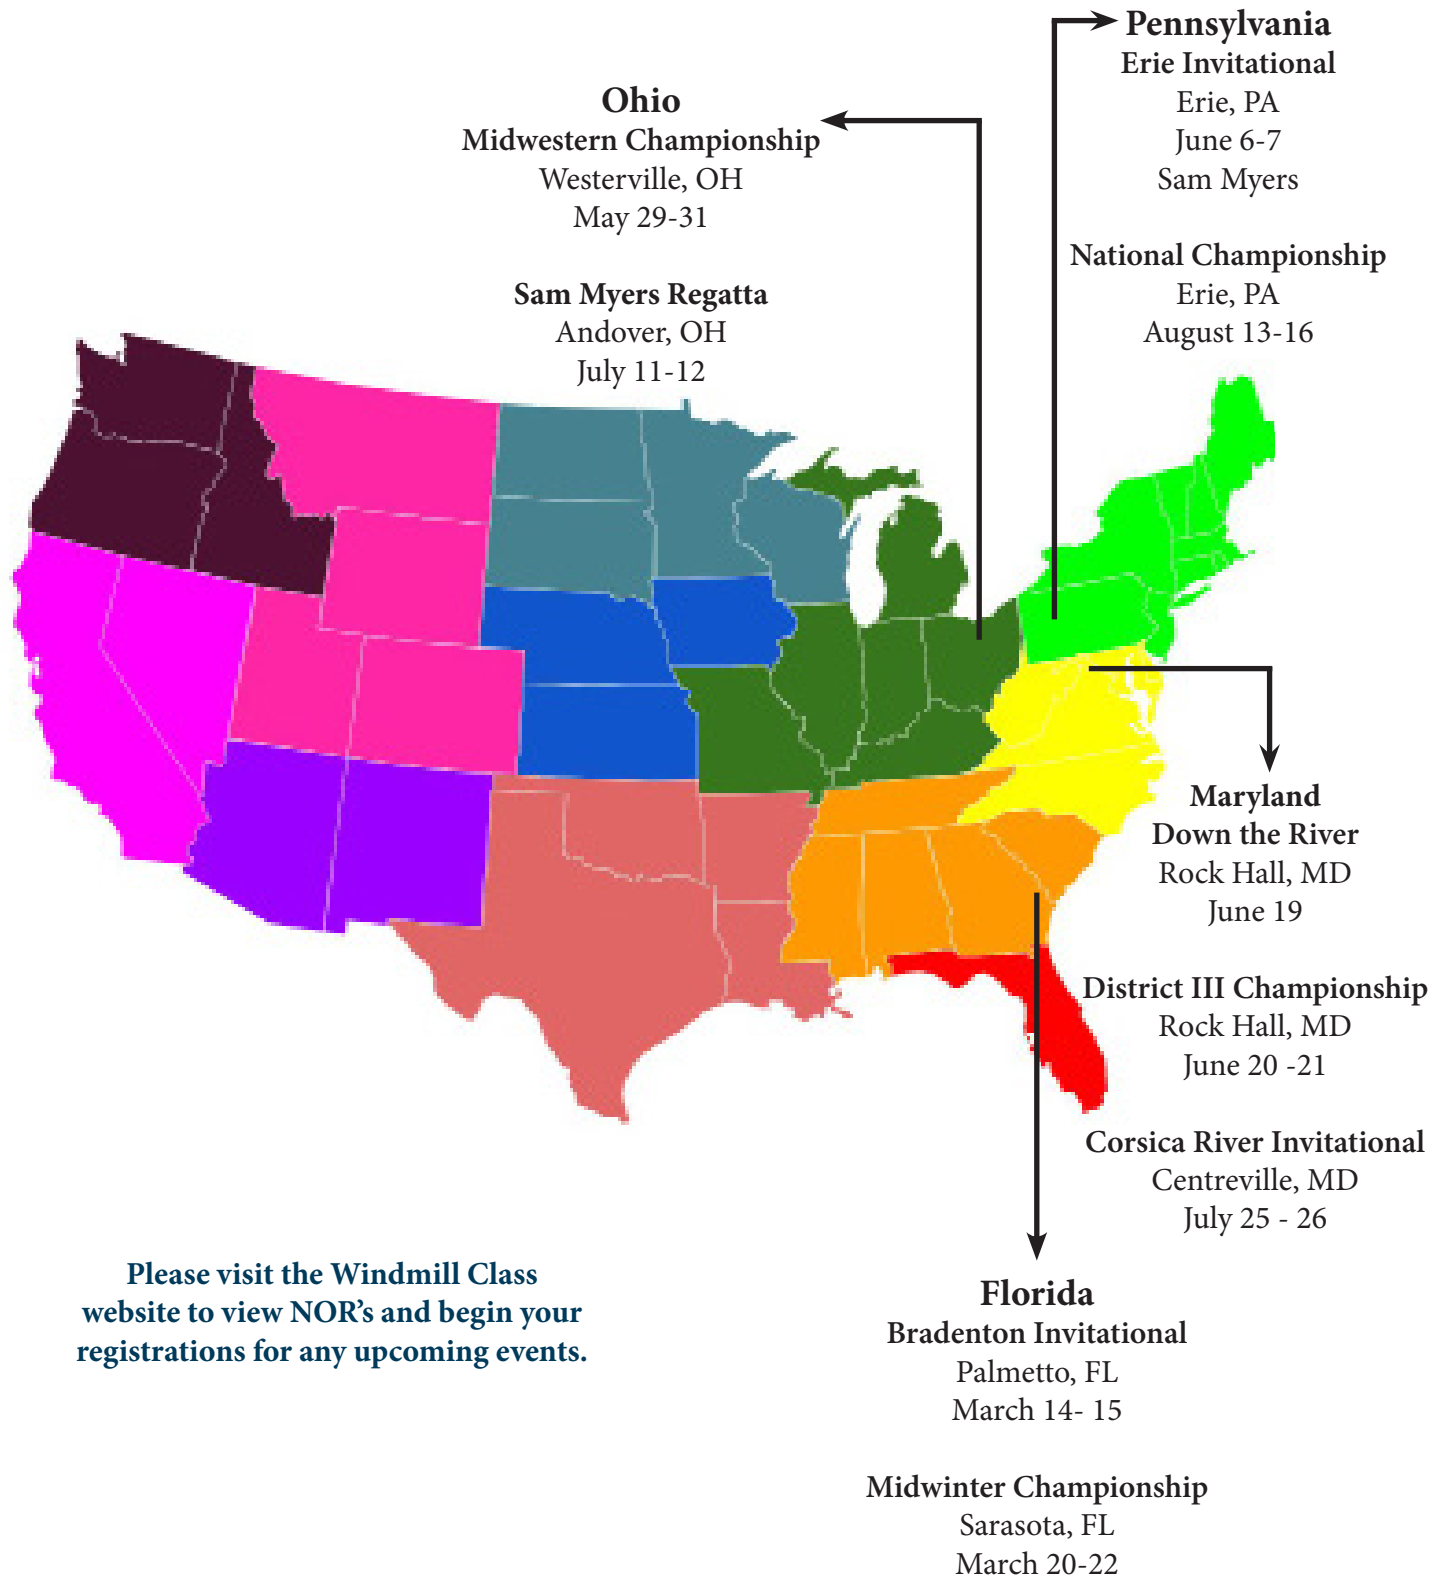 Pennsylvania
Erie Invitational
Erie, PA
June 6-7
Sam Myers
National Championship
Erie, PA
August 13-16
Ohio
Midwestern Championship
Westerville, OH
May 29-31
Sam Myers Regatta
Andover, OH
July 11-12
Maryland
Down the River
Rock Hall, MD
June 19
District III Championship
Rock Hall, MD
June 20 -21
Corsica River Invitational
Centreville, MD
July 25 - 26
Please visit the Windmill Class
website to view NOR's and begin your
registrations for any upcoming events.
Florida
Bradenton Invitational
Palmetto, FL
March 14- 15
Midwinter Championship
Sarasota, FL
March 20-22